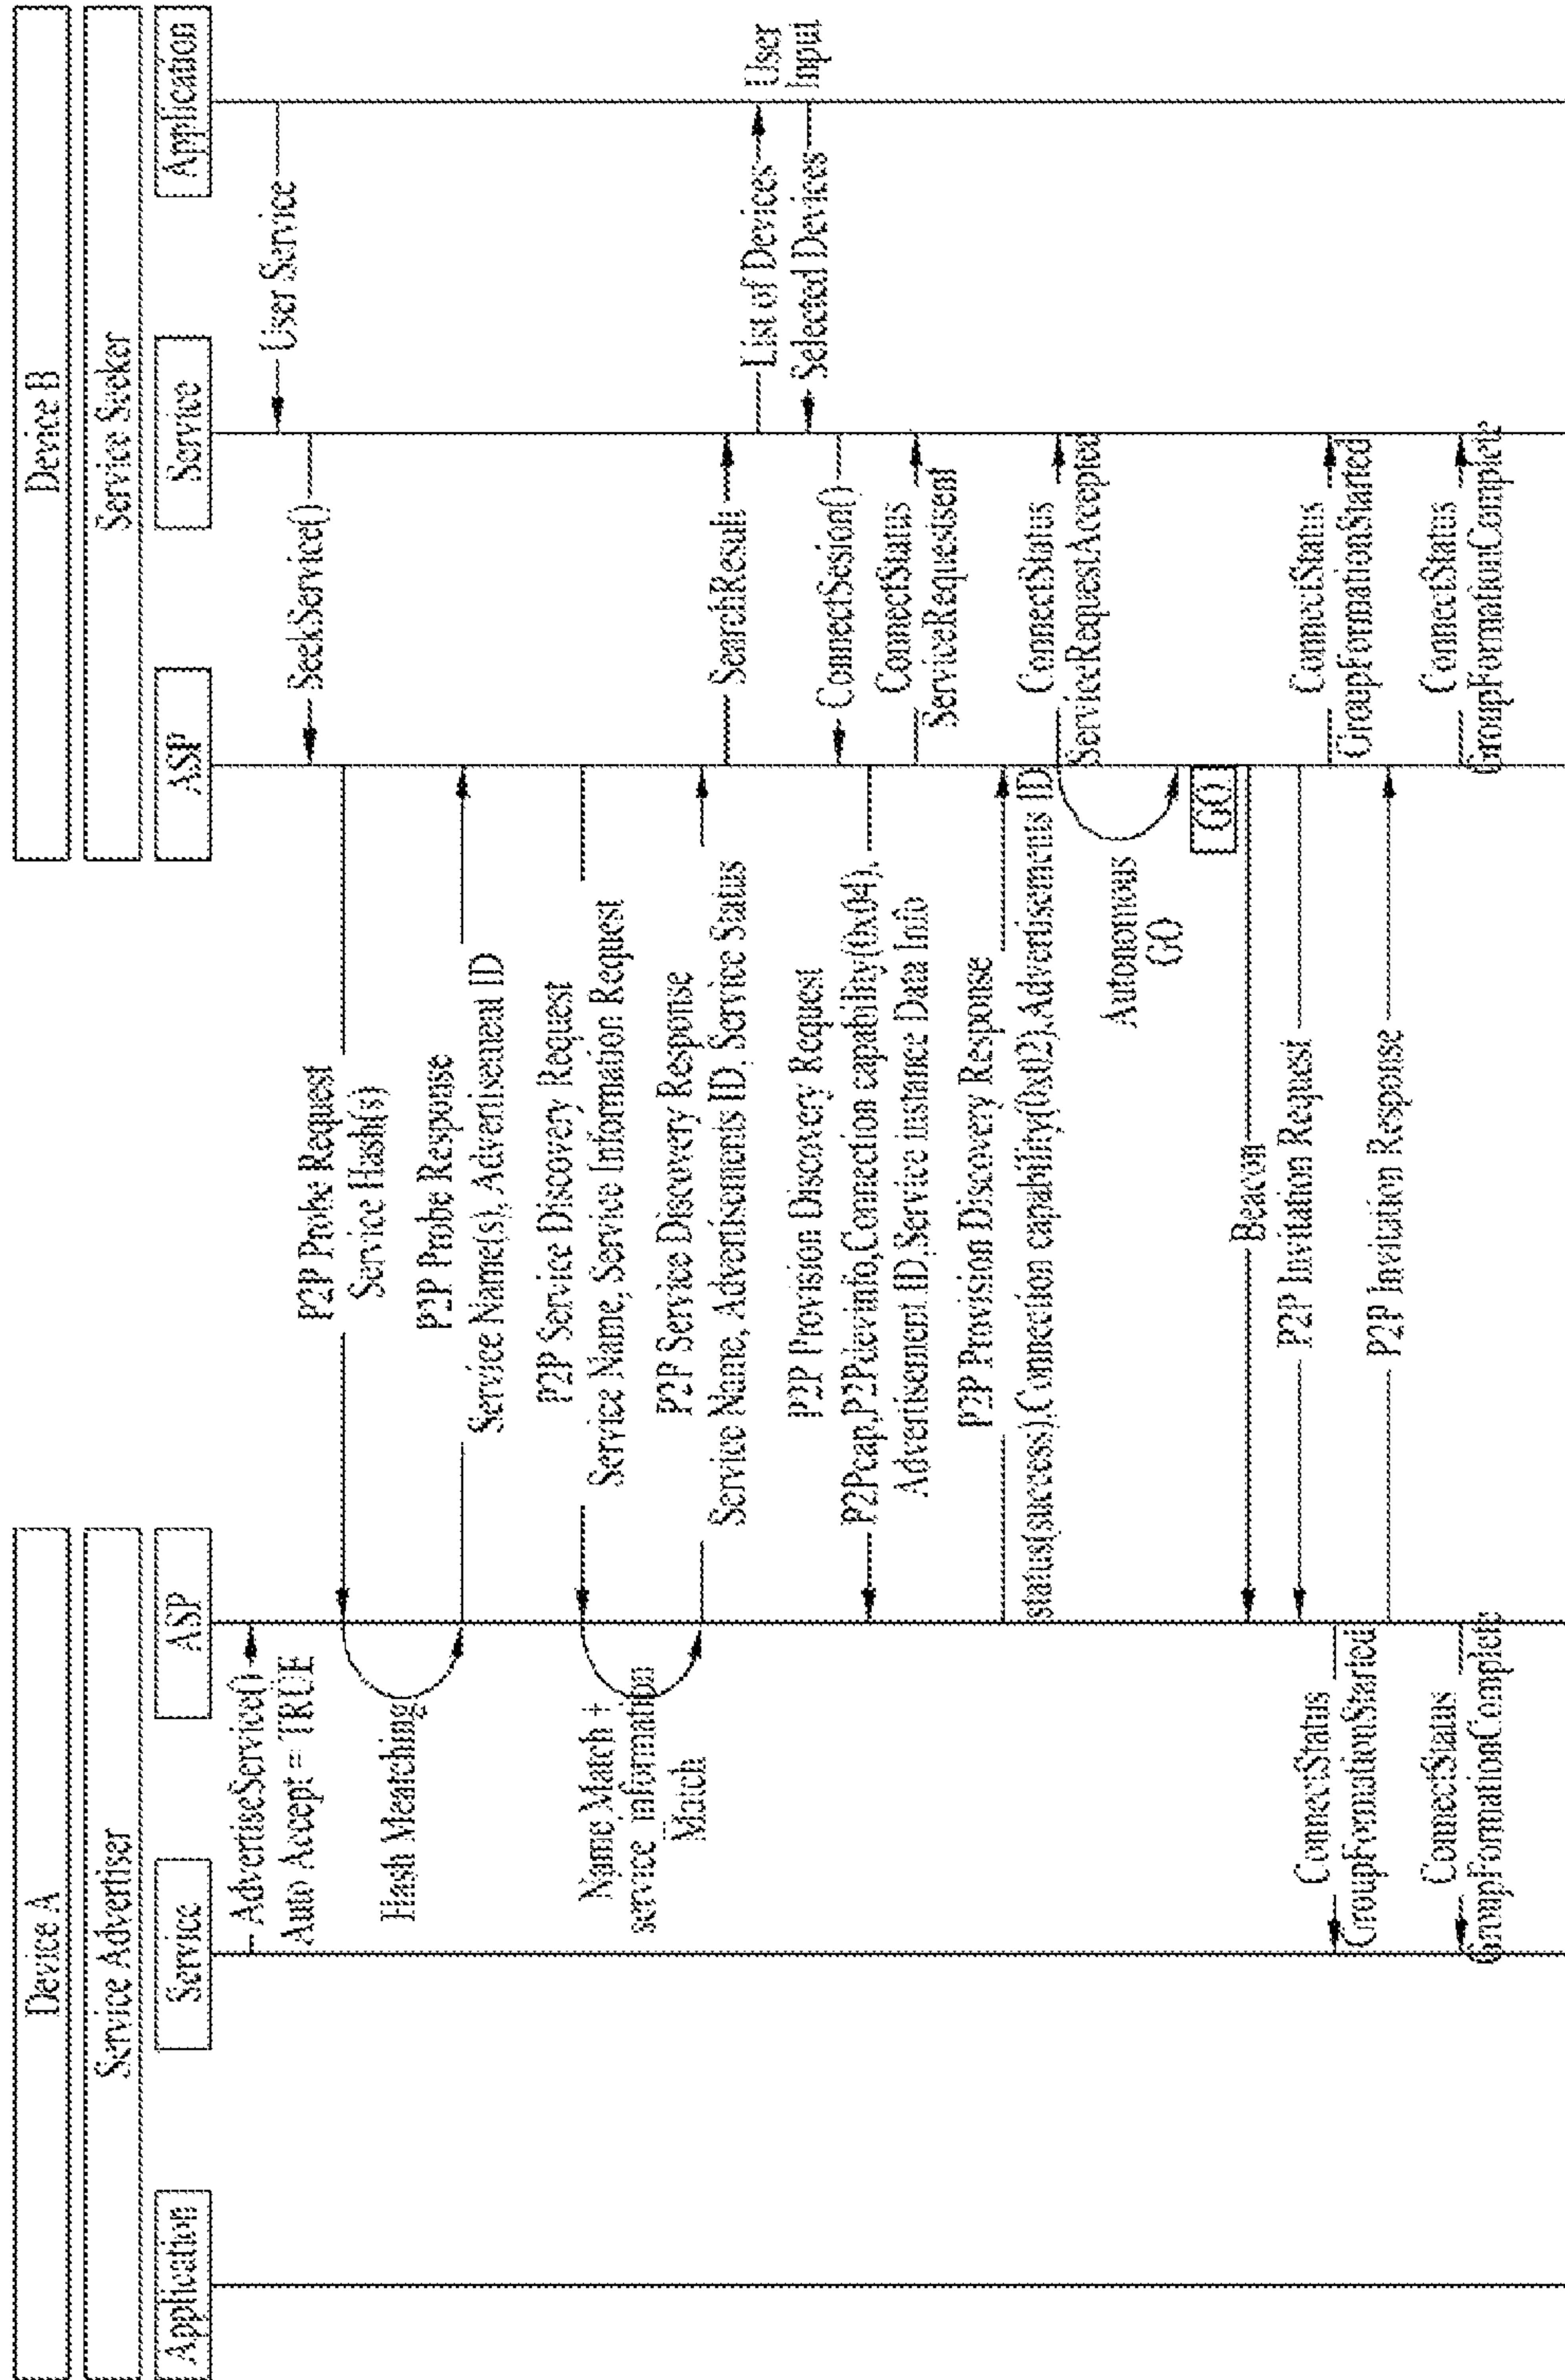 Device A
Device B
Service Advertiser
Service Seeker
Application
Service
ASP
ASP
Service
Application
AdvertiseService()
Auto Accept = TRUE
User Service
SeekService()
P2P Probe Request
Service Hash(s)
Hash Meatching
P2P Probe Response
Service Name(s), Advertisement ID
P2P Service Discovery Request
Service Name, Service Information Request
Name Match +
service information
Match
P2P Service Discovery Response
Service Name, Advertisements ID, Service Status
SearchResult
List of Devices
User
Input
Selected Devices
ConnectSesion()
P2P Provision Discovery Request
P2Pcap,P2Pdevinfo,Connection capability(0x04),
Advertisement ID,Service instance Data Info
ConnectStatus
ServiceRequestsent
P2P Provision Discovery Response
status(success),Connection capability(0x02),Advertisements ID
ConnectStatus
ServiceRequestAccepted
Autonomous
GO
GO
Beacon
P2P Invitation Request
ConnectStatus
GroupFormationStarted
ConnectStatus
GroupFormationStarted
P2P Invitation Response
ConnectStatus
GroupFormationComplete
ConnectStatus
GroupFormationComplete